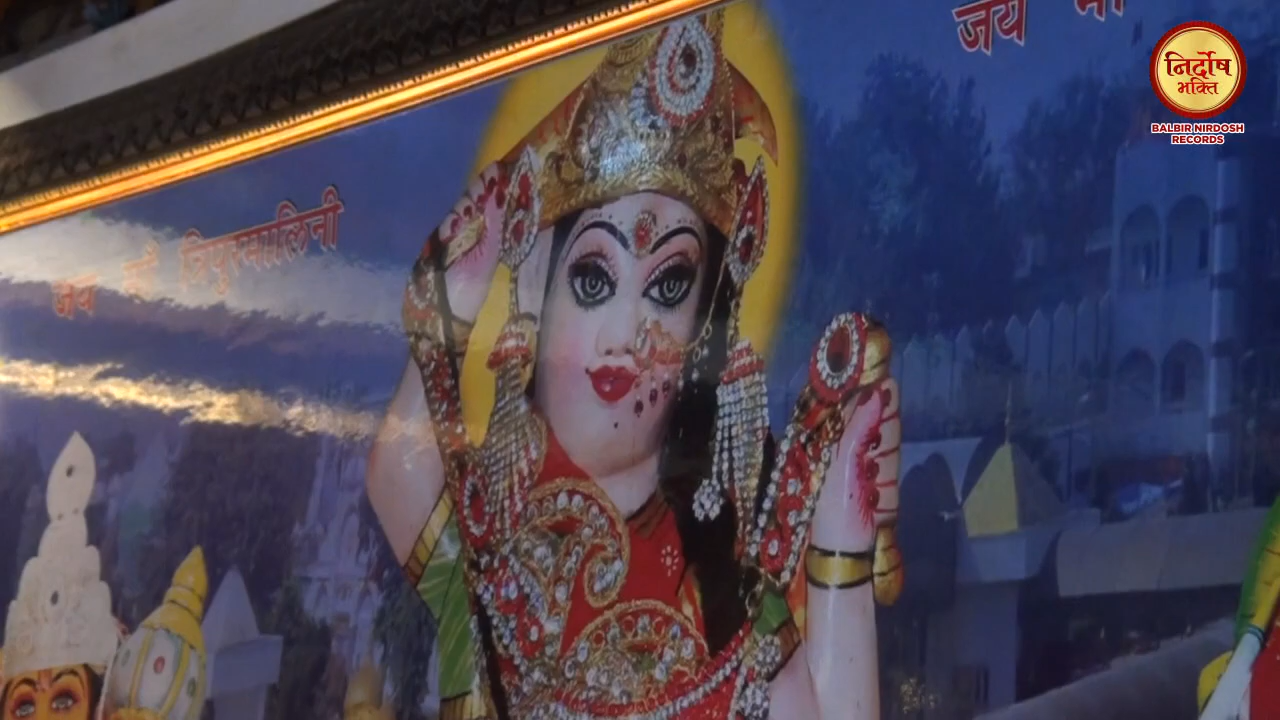 जय माँ त्रिपुरमालिनी
जय माँ
निर्दोष
भक्ति
BALBIR NIRDOSH
RECORDS